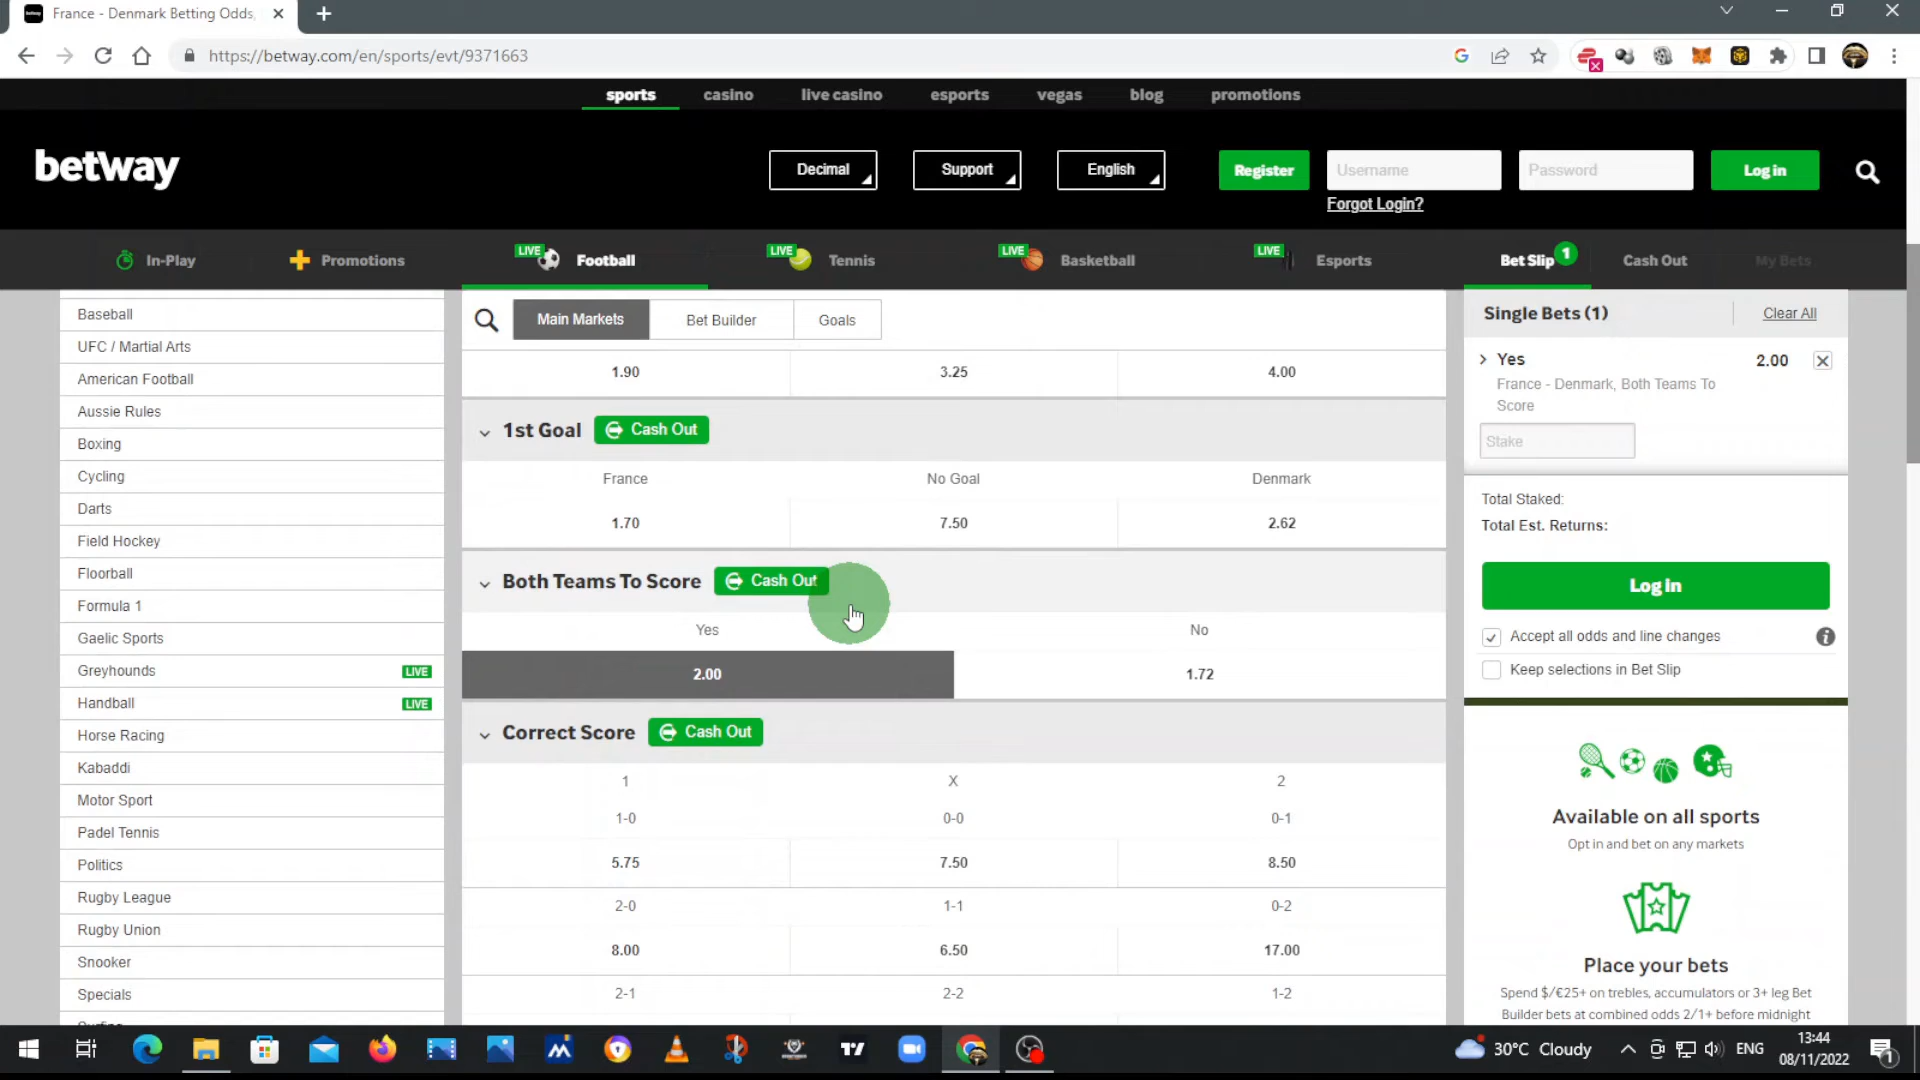 France - Denmark Betting Odds,
https://betway.com/en/sports/evt/9371663
sports casino live casino esports vegas blog promotions
betway
Decimal Support English Register Username Password Log in
Forgot Login?
In-Play Promotions LIVE Football LIVE Tennis LIVE Basketball LIVE Esports Bet Slip 1 Cash Out My Bets
Baseball
UFC / Martial Arts
American Football
Aussie Rules
Boxing
Cycling
Darts
Field Hockey
Floorball
Formula 1
Gaelic Sports
Greyhounds LIVE
Handball LIVE
Horse Racing
Kabaddi
Motor Sport
Padel Tennis
Politics
Rugby League
Rugby Union
Snooker
Specials
Main Markets Bet Builder Goals
1.90 3.25 4.00
1st Goal Cash Out
France No Goal Denmark
1.70 7.50 2.62
Both Teams To Score Cash Out
Yes No
2.00 1.72
Correct Score Cash Out
1 X 2
1-0 0-0 0-1
5.75 7.50 8.50
2-0 1-1 0-2
8.00 6.50 17.00
2-1 2-2 1-2
Single Bets (1) Clear All
Yes 2.00
France - Denmark, Both Teams To
Score
Stake
Total Staked:
Total Est. Returns:
Log in
Accept all odds and line changes
Keep selections in Bet Slip
Available on all sports
Opt in and bet on any markets
Place your bets
Spend $/€25+ on trebles, accumulators or 3+ leg Bet
Builder bets at combined odds 2/1+ before midnight
30°C Cloudy ENG 13:44
08/11/2022 1